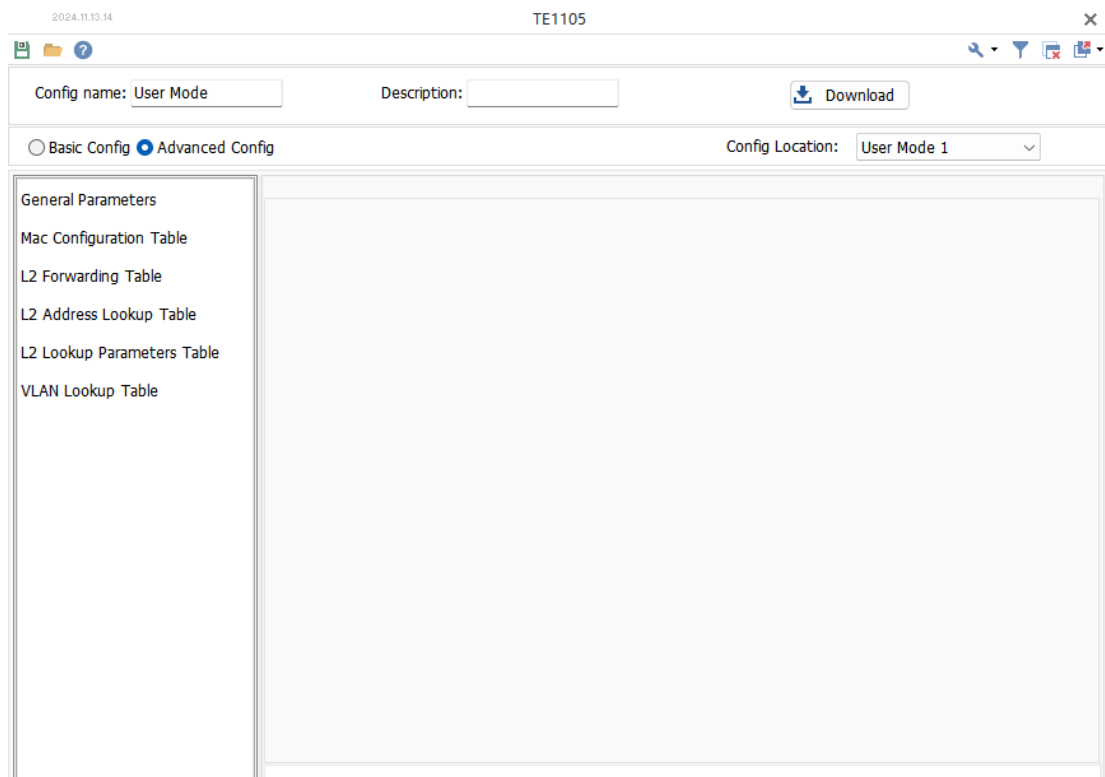 2024.11.13.14
TE1105
Config name: User Mode
Description:
Download
Basic Config Advanced Config
Config Location: User Mode 1
General Parameters
Mac Configuration Table
L2 Forwarding Table
L2 Address Lookup Table
L2 Lookup Parameters Table
VLAN Lookup Table